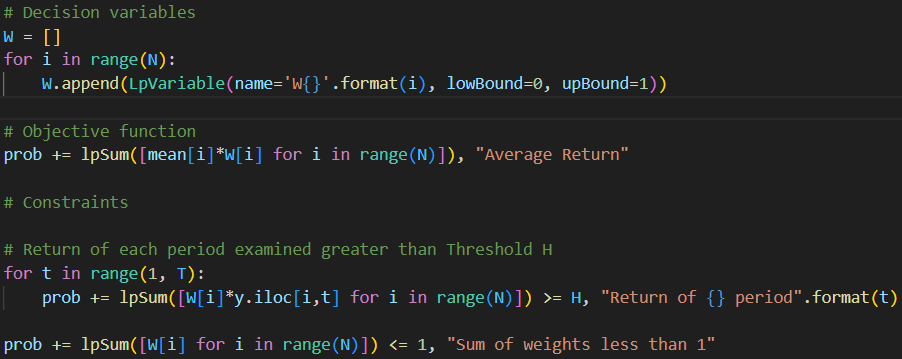 # Decision variables
W = []
for i in range(N):
    W.append(LpVariable(name='W{}'.format(i), lowBound=0, upBound=1))
# Objective function
prob += lpSum([mean[i]*W[i] for i in range(N)]), "Average Return"
# Constraints
# Return of each period examined greater than Threshold H
for t in range(1, T):
    prob += lpSum([W[i]*y.iloc[i,t] for i in range(N)]) >= H, "Return of {} period".format(t)
prob += lpSum([W[i] for i in range(N)]) <= 1, "Sum of weights less than 1"